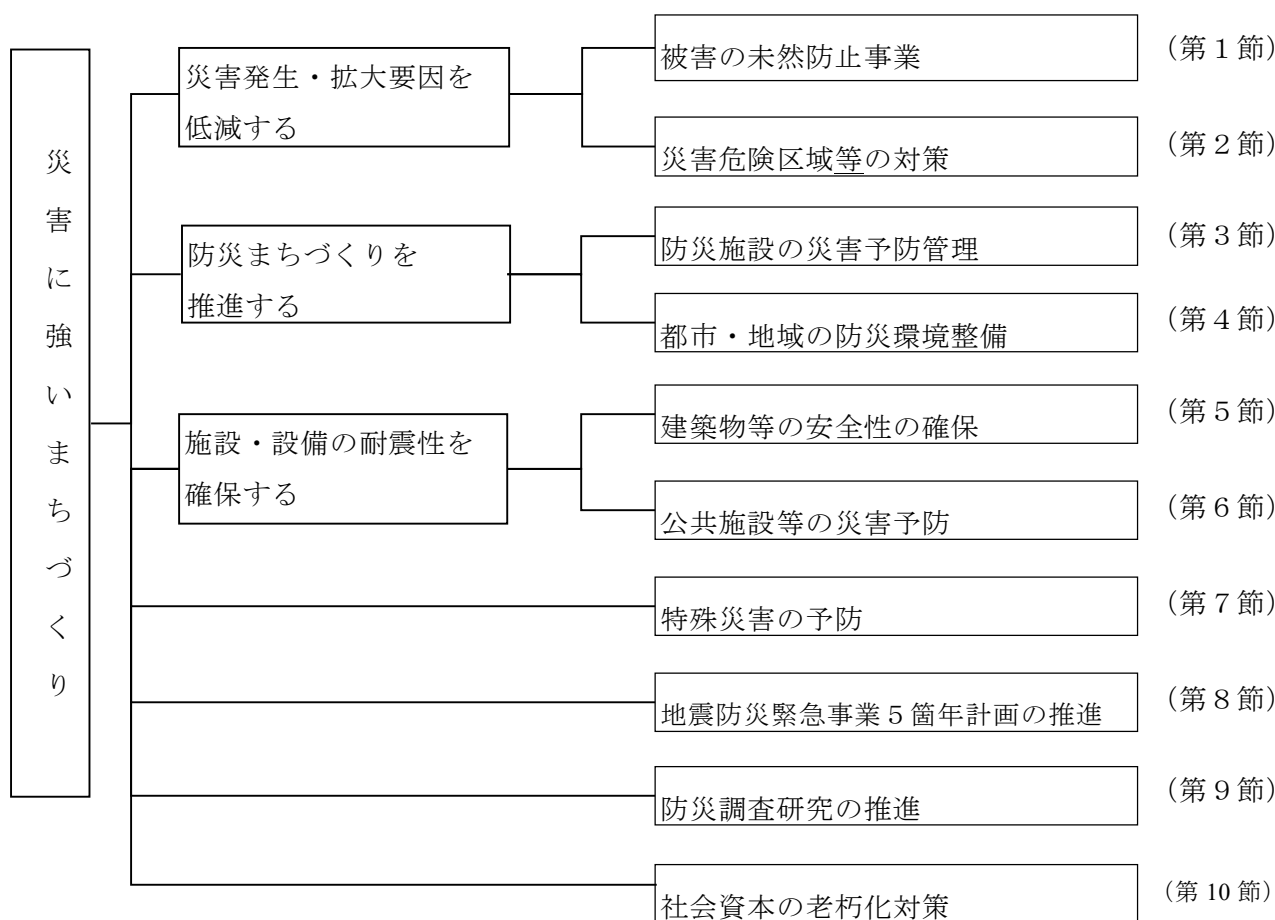 災害に強いまちづくり
災害発生・拡大要因を
低減する
被害の未然防止事業
（第１節）
災害危険区域等の対策
（第２節）
防災まちづくりを
推進する
防災施設の災害予防管理
（第３節）
都市・地域の防災環境整備
（第４節）
施設・設備の耐震性を
確保する
建築物等の安全性の確保
（第５節）
公共施設等の災害予防
（第６節）
特殊災害の予防
（第７節）
地震防災緊急事業５箇年計画の推進
（第８節）
防災調査研究の推進
（第９節）
社会資本の老朽化対策
（第 10 節）